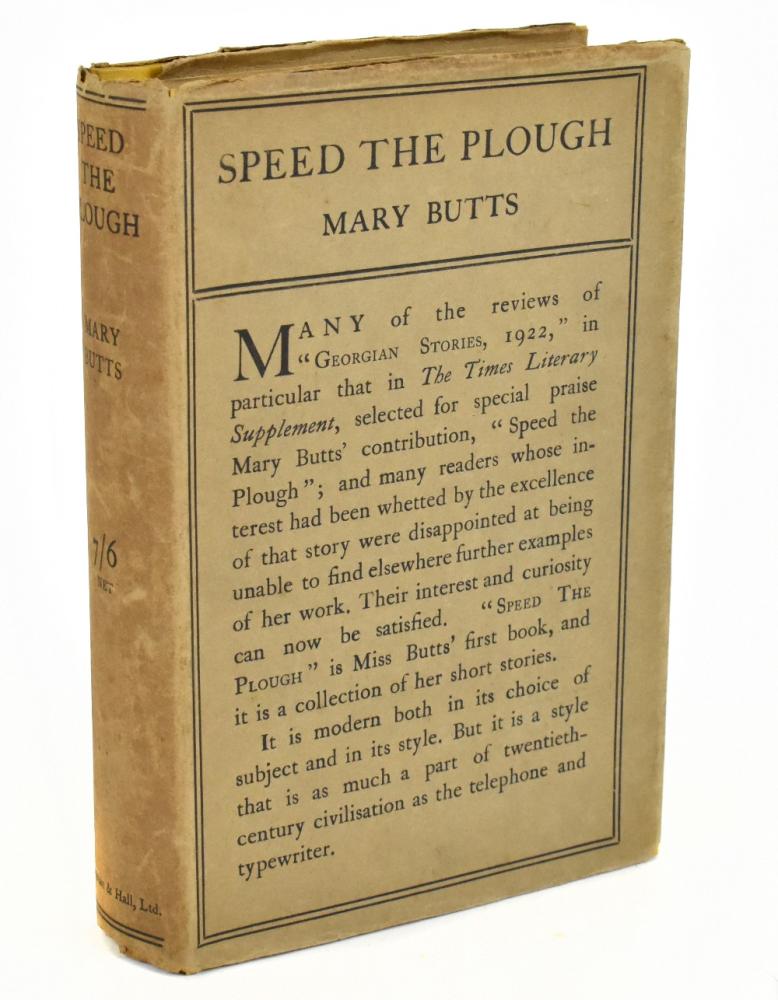 SPEED THE PLOUGH
MARY BUTTS
MANY of the reviews of
“GEORGIAN STORIES, 1922,” in
particular that in The Times Literary
Supplement, selected for special praise
Mary Butts’ contribution, “Speed the
Plough”; and many readers whose in-
terest had been whetted by the excellence
of that story were disappointed at being
unable to find elsewhere further examples
of her work. Their interest and curiosity
can now be satisfied. “SPEED THE
PLOUGH” is Miss Butts’ first book, and
it is a collection of her short stories.
It is modern both in its choice of
subject and in its style. But it is a style
that is as much a part of twentieth-
century civilisation as the telephone and
typewriter.
SPEED
THE
PLOUGH
MARY
BUTTS
7/6
NET
& Hall, Ltd.